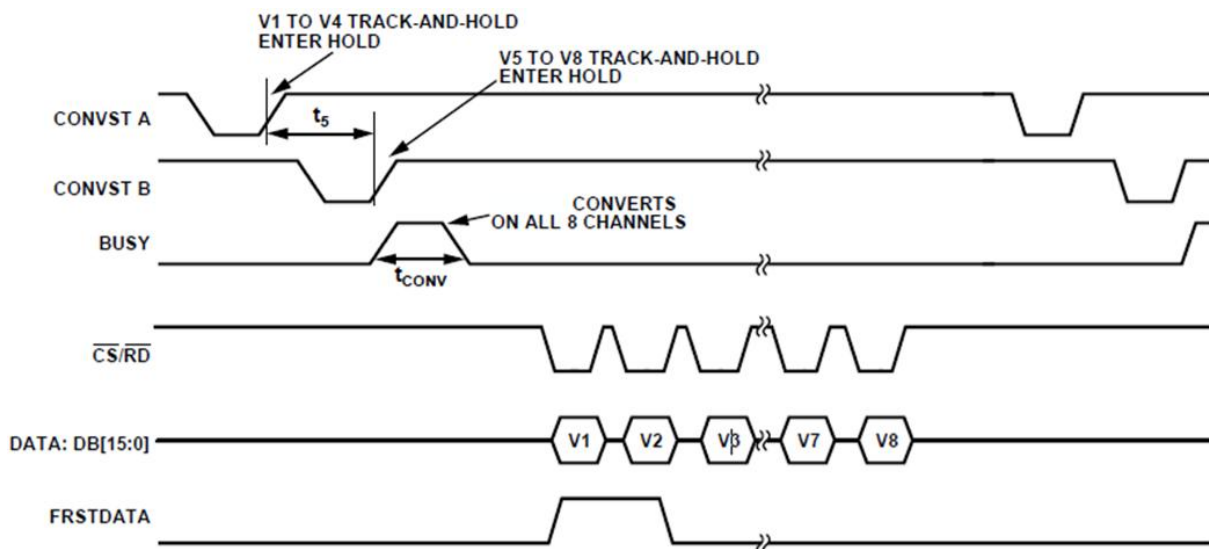 V1 TO V4 TRACK-AND-HOLD
ENTER HOLD
V5 TO V8 TRACK-AND-HOLD
ENTER HOLD
CONVST A
t5
CONVST B
CONVERTS
ON ALL 8 CHANNELS
BUSY
tCONV
CS/RD
DATA: DB[15:0]
V1
V2
V3
V7
V8
FRSTDATA